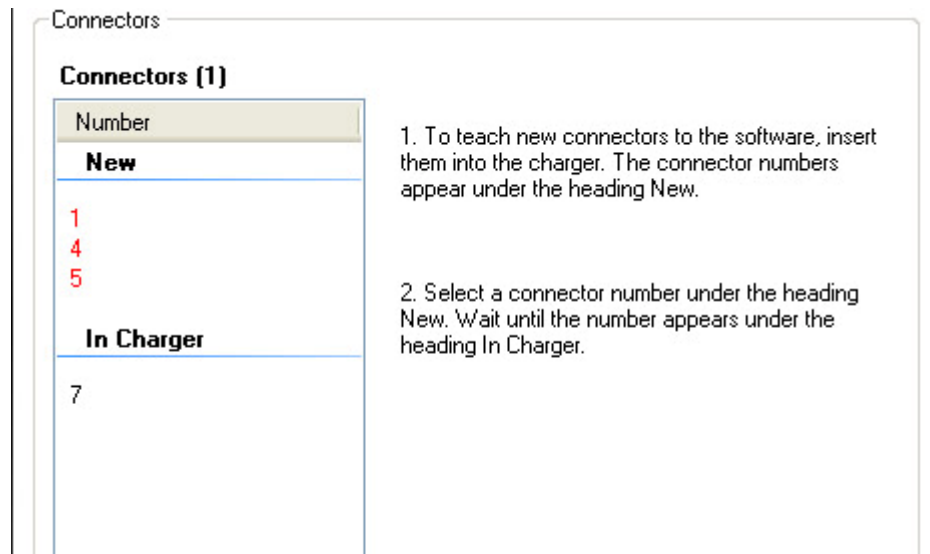 Connectors
Connectors (1)
Number
New
1
4
5
In Charger
7
1. To teach new connectors to the software, insert
them into the charger. The connector numbers
appear under the heading New.
2. Select a connector number under the heading
New. Wait until the number appears under the
heading In Charger.